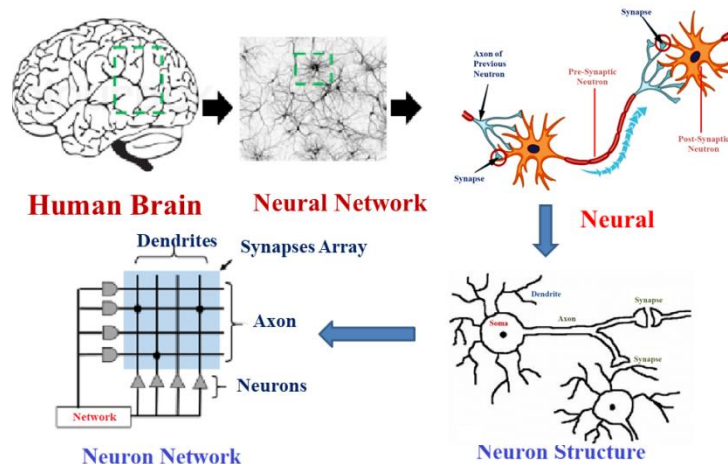 Synapse
Axon of
Previous
Neutron
Pre-Synaptic
Neutron
Post-Synaptic
Neutron
Synapse
Human Brain
Neural Network
Neural
Dendrites
Synapses Array
Axon
Neurons
Network
Neuron Network
Dendrite
Synapse
Soma
Axon
Synapse
Neuron Structure